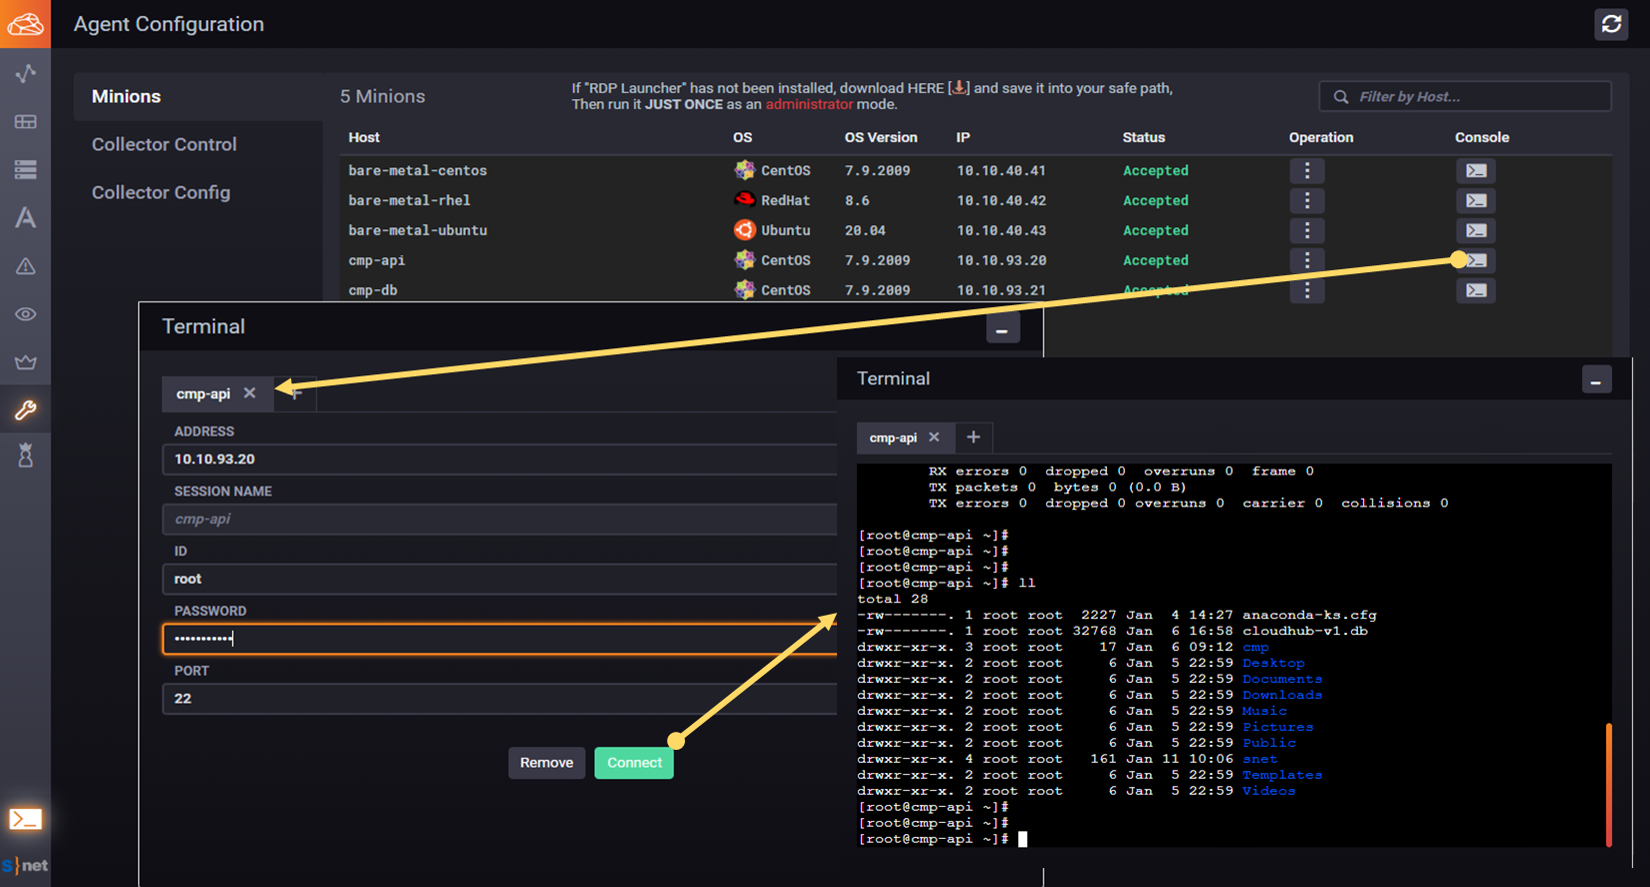 Agent Configuration
Minions
Collector Control
Collector Config
5 Minions
If "RDP Launcher" has not been installed, download HERE [ ] and save it into your safe path,
Then run it JUST ONCE as an administrator mode.
Filter by Host...
Host OS OS Version IP Status Operation Console
bare-metal-centos CentOS 7.9.2009 10.10.40.41 Accepted
bare-metal-rhel RedHat 8.6 10.10.40.42 Accepted
bare-metal-ubuntu Ubuntu 20.04 10.10.40.43 Accepted
cmp-api CentOS 7.9.2009 10.10.93.20 Accepted
cmp-db CentOS 7.9.2009 10.10.93.21 Accepted
Terminal
cmp-api × +
ADDRESS
10.10.93.20
SESSION NAME
cmp-api
ID
root
PASSWORD
•••••••••••
PORT
22
Remove Connect
Terminal
cmp-api × +
RX errors 0 dropped 0 overruns 0 frame 0
TX packets 0 bytes 0 (0.0 B)
TX errors 0 dropped 0 overruns 0 carrier 0 collisions 0
[root@cmp-api ~]#
[root@cmp-api ~]#
[root@cmp-api ~]#
[root@cmp-api ~]# ll
total 28
-rw-------. 1 root root 2227 Jan 4 14:27 anaconda-ks.cfg
-rw-------. 1 root root 32768 Jan 6 16:58 cloudhub-v1.db
drwxr-xr-x. 3 root root 17 Jan 6 09:12 cmp
drwxr-xr-x. 2 root root 6 Jan 5 22:59 Desktop
drwxr-xr-x. 2 root root 6 Jan 5 22:59 Documents
drwxr-xr-x. 2 root root 6 Jan 5 22:59 Downloads
drwxr-xr-x. 2 root root 6 Jan 5 22:59 Music
drwxr-xr-x. 2 root root 6 Jan 5 22:59 Pictures
drwxr-xr-x. 2 root root 6 Jan 5 22:59 Public
drwxr-xr-x. 4 root root 161 Jan 11 10:06 snet
drwxr-xr-x. 2 root root 6 Jan 5 22:59 Templates
drwxr-xr-x. 2 root root 6 Jan 5 22:59 Videos
[root@cmp-api ~]#
[root@cmp-api ~]#
[root@cmp-api ~]#
S}net